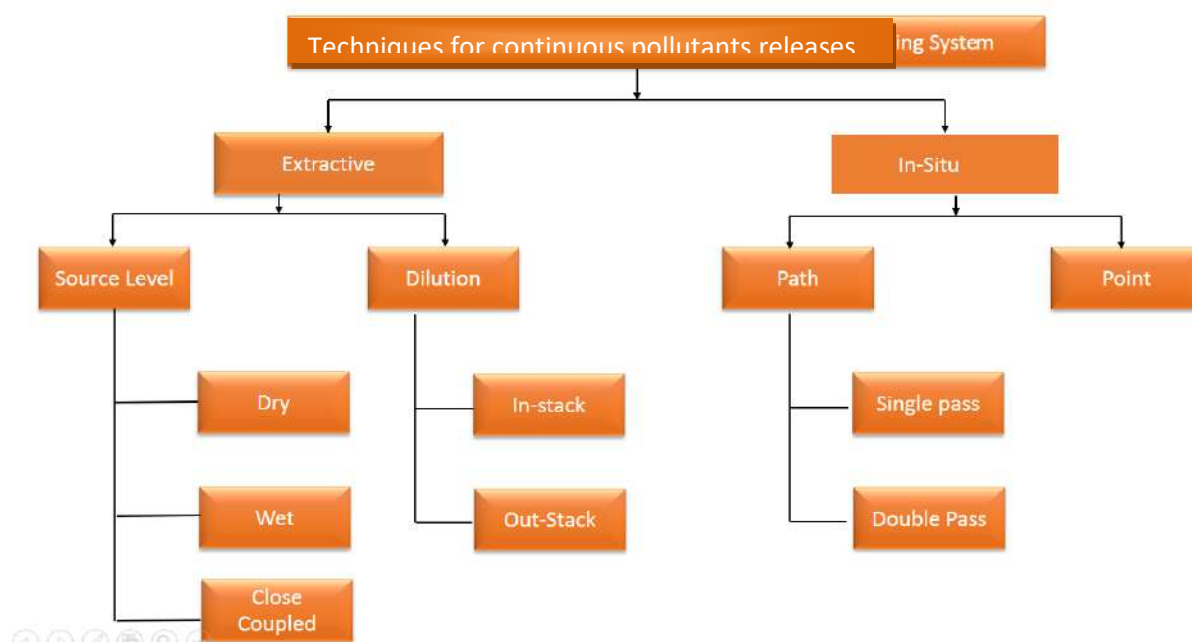 Techniques for continuous pollutants releases
ing System
Extractive
In-Situ
Source Level
Dilution
Path
Point
Dry
In-stack
Single pass
Wet
Out-Stack
Double Pass
Close
Coupled